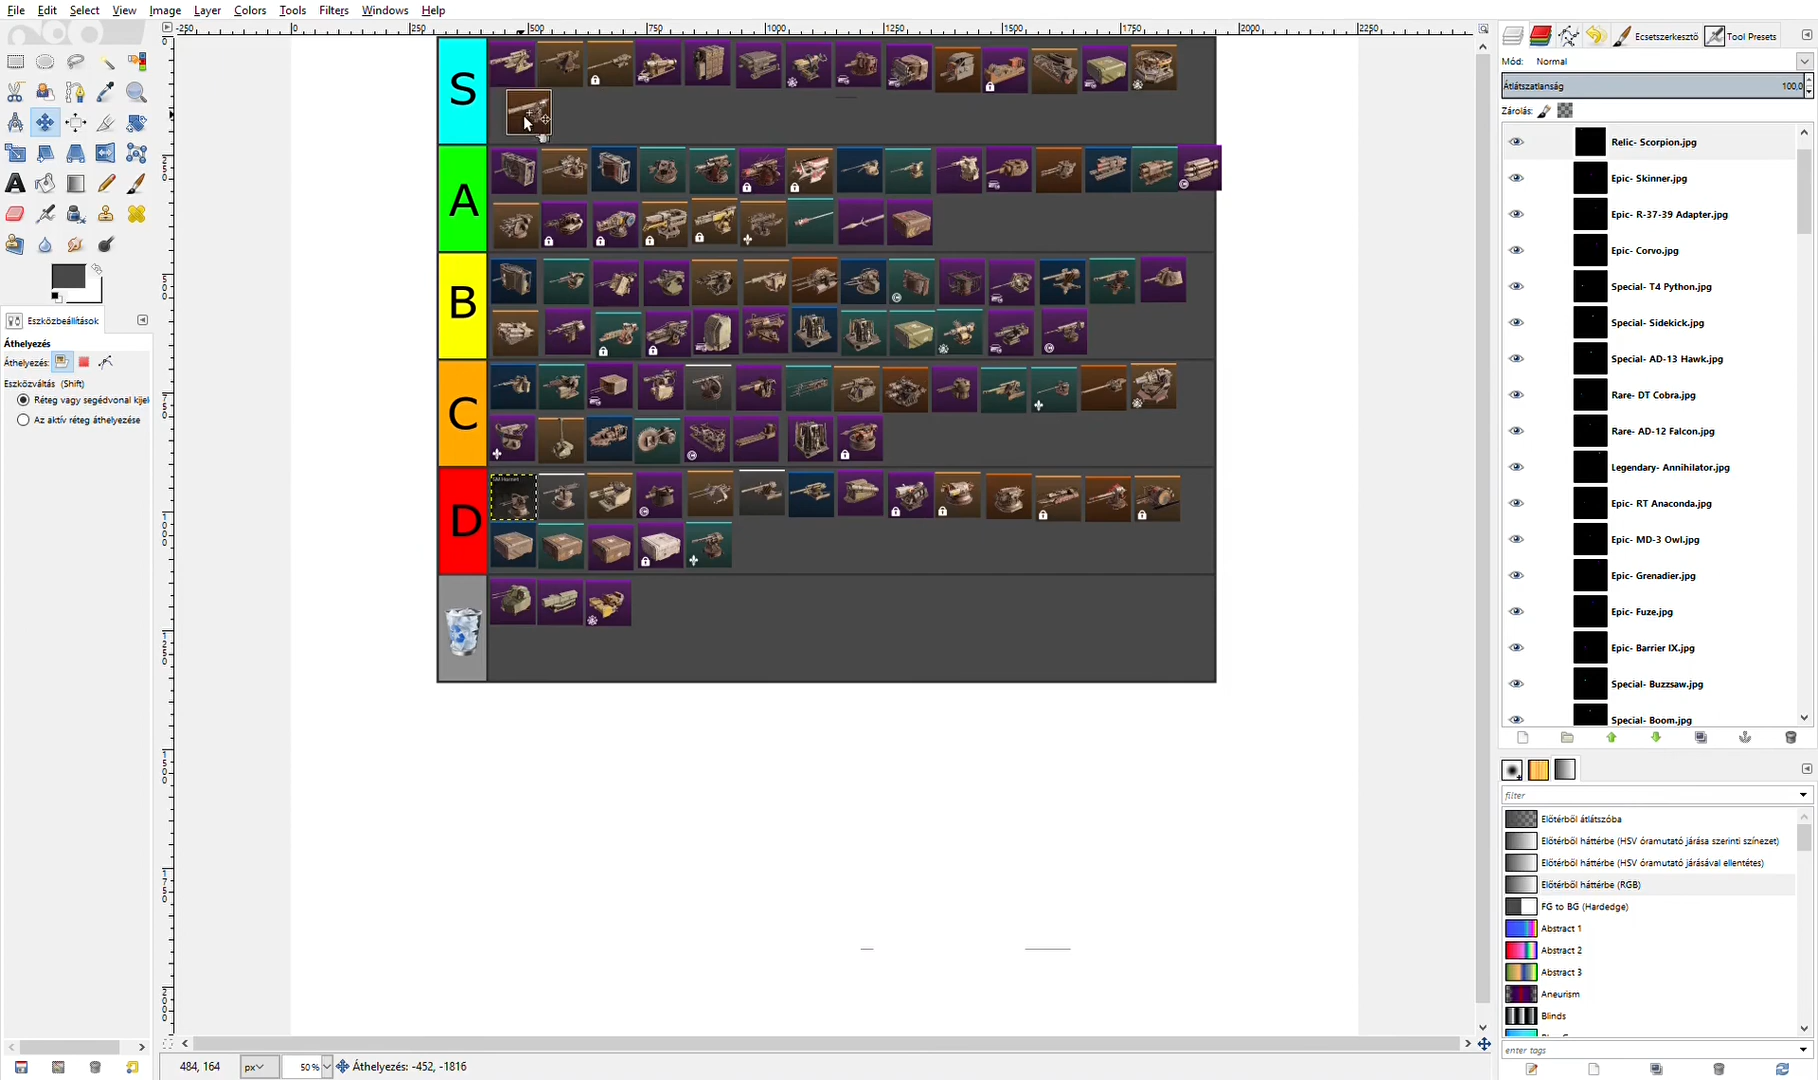 File Edit Select View Image Layer Colors Tools Filters Windows Help
-250 0 250 500 750 1000 1250 1500 1750 2000 2250
Ecsetszerkesztő Tool Presets
Mód: Normal
Átlátszatlanság 100,0
Zárolás:
Relic- Scorpion.jpg
Epic- Skinner.jpg
Epic- R-37-39 Adapter.jpg
Epic- Corvo.jpg
Special- T4 Python.jpg
Special- Sidekick.jpg
Special- AD-13 Hawk.jpg
Rare- DT Cobra.jpg
Rare- AD-12 Falcon.jpg
Legendary- Annihilator.jpg
Epic- RT Anaconda.jpg
Epic- MD-3 Owl.jpg
Epic- Grenadier.jpg
Epic- Fuze.jpg
Epic- Barrier IX.jpg
Special- Buzzsaw.jpg
Special- Boom.jpg
Eszközbeállítások
Áthelyezés
Áthelyezés:
Eszközváltás (Shift)
Réteg vagy segédvonal kijel
Az aktív réteg áthelyezése
S
A
B
C
D
SM Hornet
filter
Előtérből átlátszóba
Előtérből háttérbe (HSV óramutató járása szerinti színezet)
Előtérből háttérbe (HSV óramutató járásával ellentétes)
Előtérből háttérbe (RGB)
FG to BG (Hardedge)
Abstract 1
Abstract 2
Abstract 3
Aneurism
Blinds
enter tags
484, 164 px 50 % Áthelyezés: -452, -1816